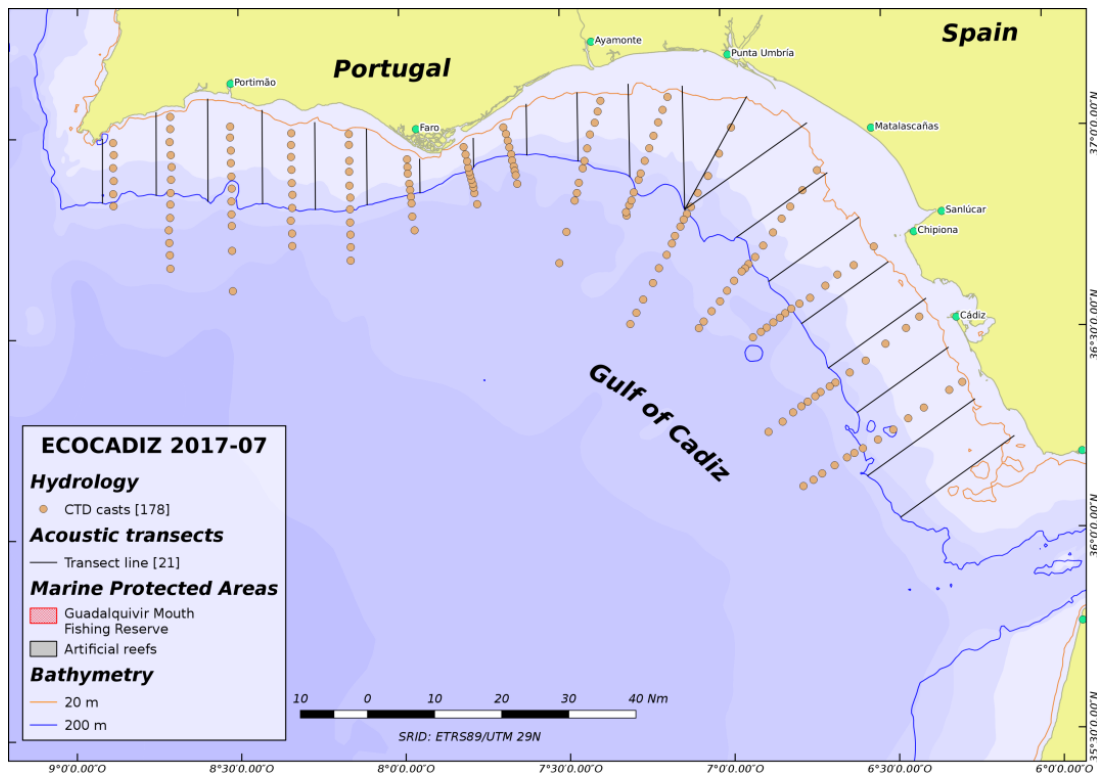 Spain
Ayamonte
Punta Umbría
Portugal
Portimão
Faro
Matalascañas
37°0'0.00"N
Sanlúcar
Chipiona
Cádiz
36°30'0.00"N
Gulf of Cadiz
ECOCADIZ 2017-07
Hydrology
CTD casts [178]
Acoustic transects
Transect line [21]
Marine Protected Areas
Guadalquivir Mouth
Fishing Reserve
Artificial reefs
Bathymetry
20 m
200 m
36°0'0.00"N
10 0 10 20 30 40 Nm
SRID: ETRS89/UTM 29N
35°30'0.00"N
9°0'0.00"O 8°30'0.00"O 8°0'0.00"O 7°30'0.00"O 7°0'0.00"O 6°30'0.00"O 6°0'0.00"O